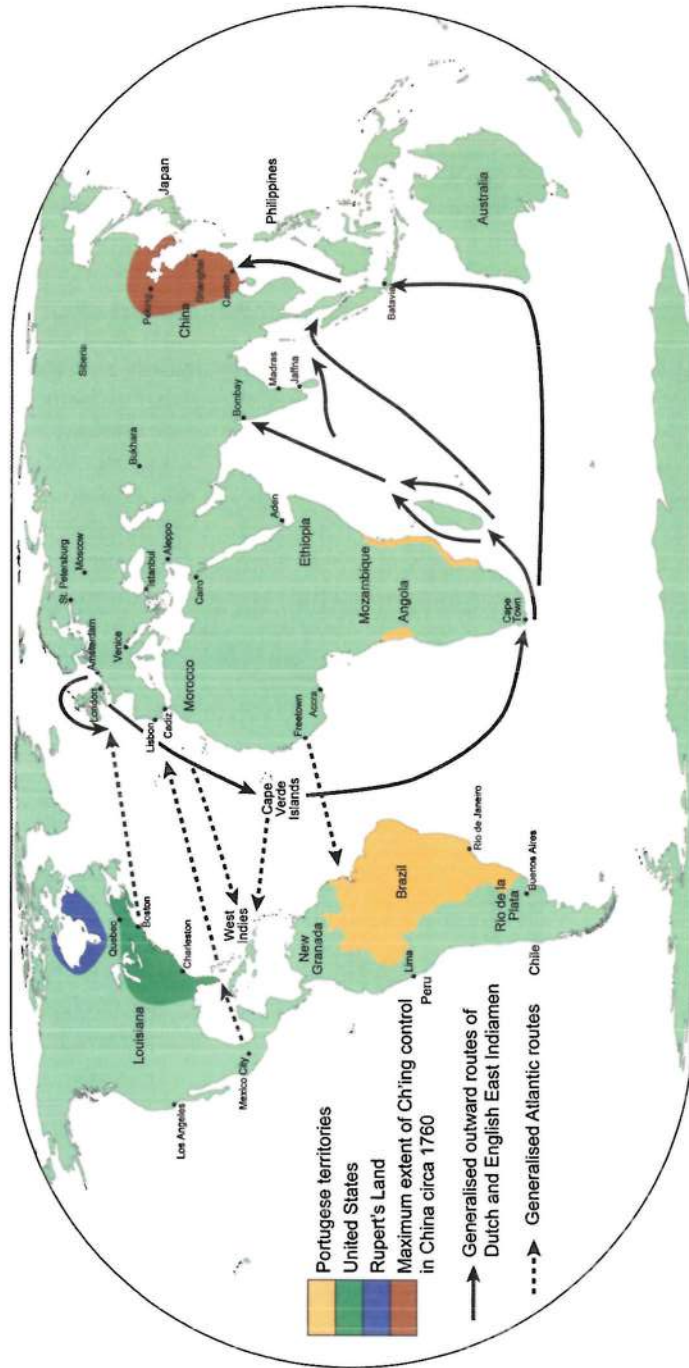 Siberia
Japan
St. Petersburg
Moscow
Bukhara
Peking
China
Shanghai
Canton
Philippines
Amsterdam
London
Venice
Istanbul
Aleppo
Lisbon
Cadiz
Morocco
Cairo
Aden
Bombay
Madras
Jaffna
Quebec
Boston
Louisiana
Charleston
Los Angeles
Mexico City
West
Indies
Cape
Verde
Islands
Freetown
Accra
Ethiopia
New
Granada
Mozambique
Angola
Batavia
Australia
Brazil
Lima
Peru
Rio de Janeiro
Rio de la
Plata
Buenos Aires
Chile
Cape
Town
Portugese territories
United States
Rupert's Land
Maximum extent of Ch'ing control
in China circa 1760
Generalised outward routes of
Dutch and English East Indiamen
Generalised Atlantic routes